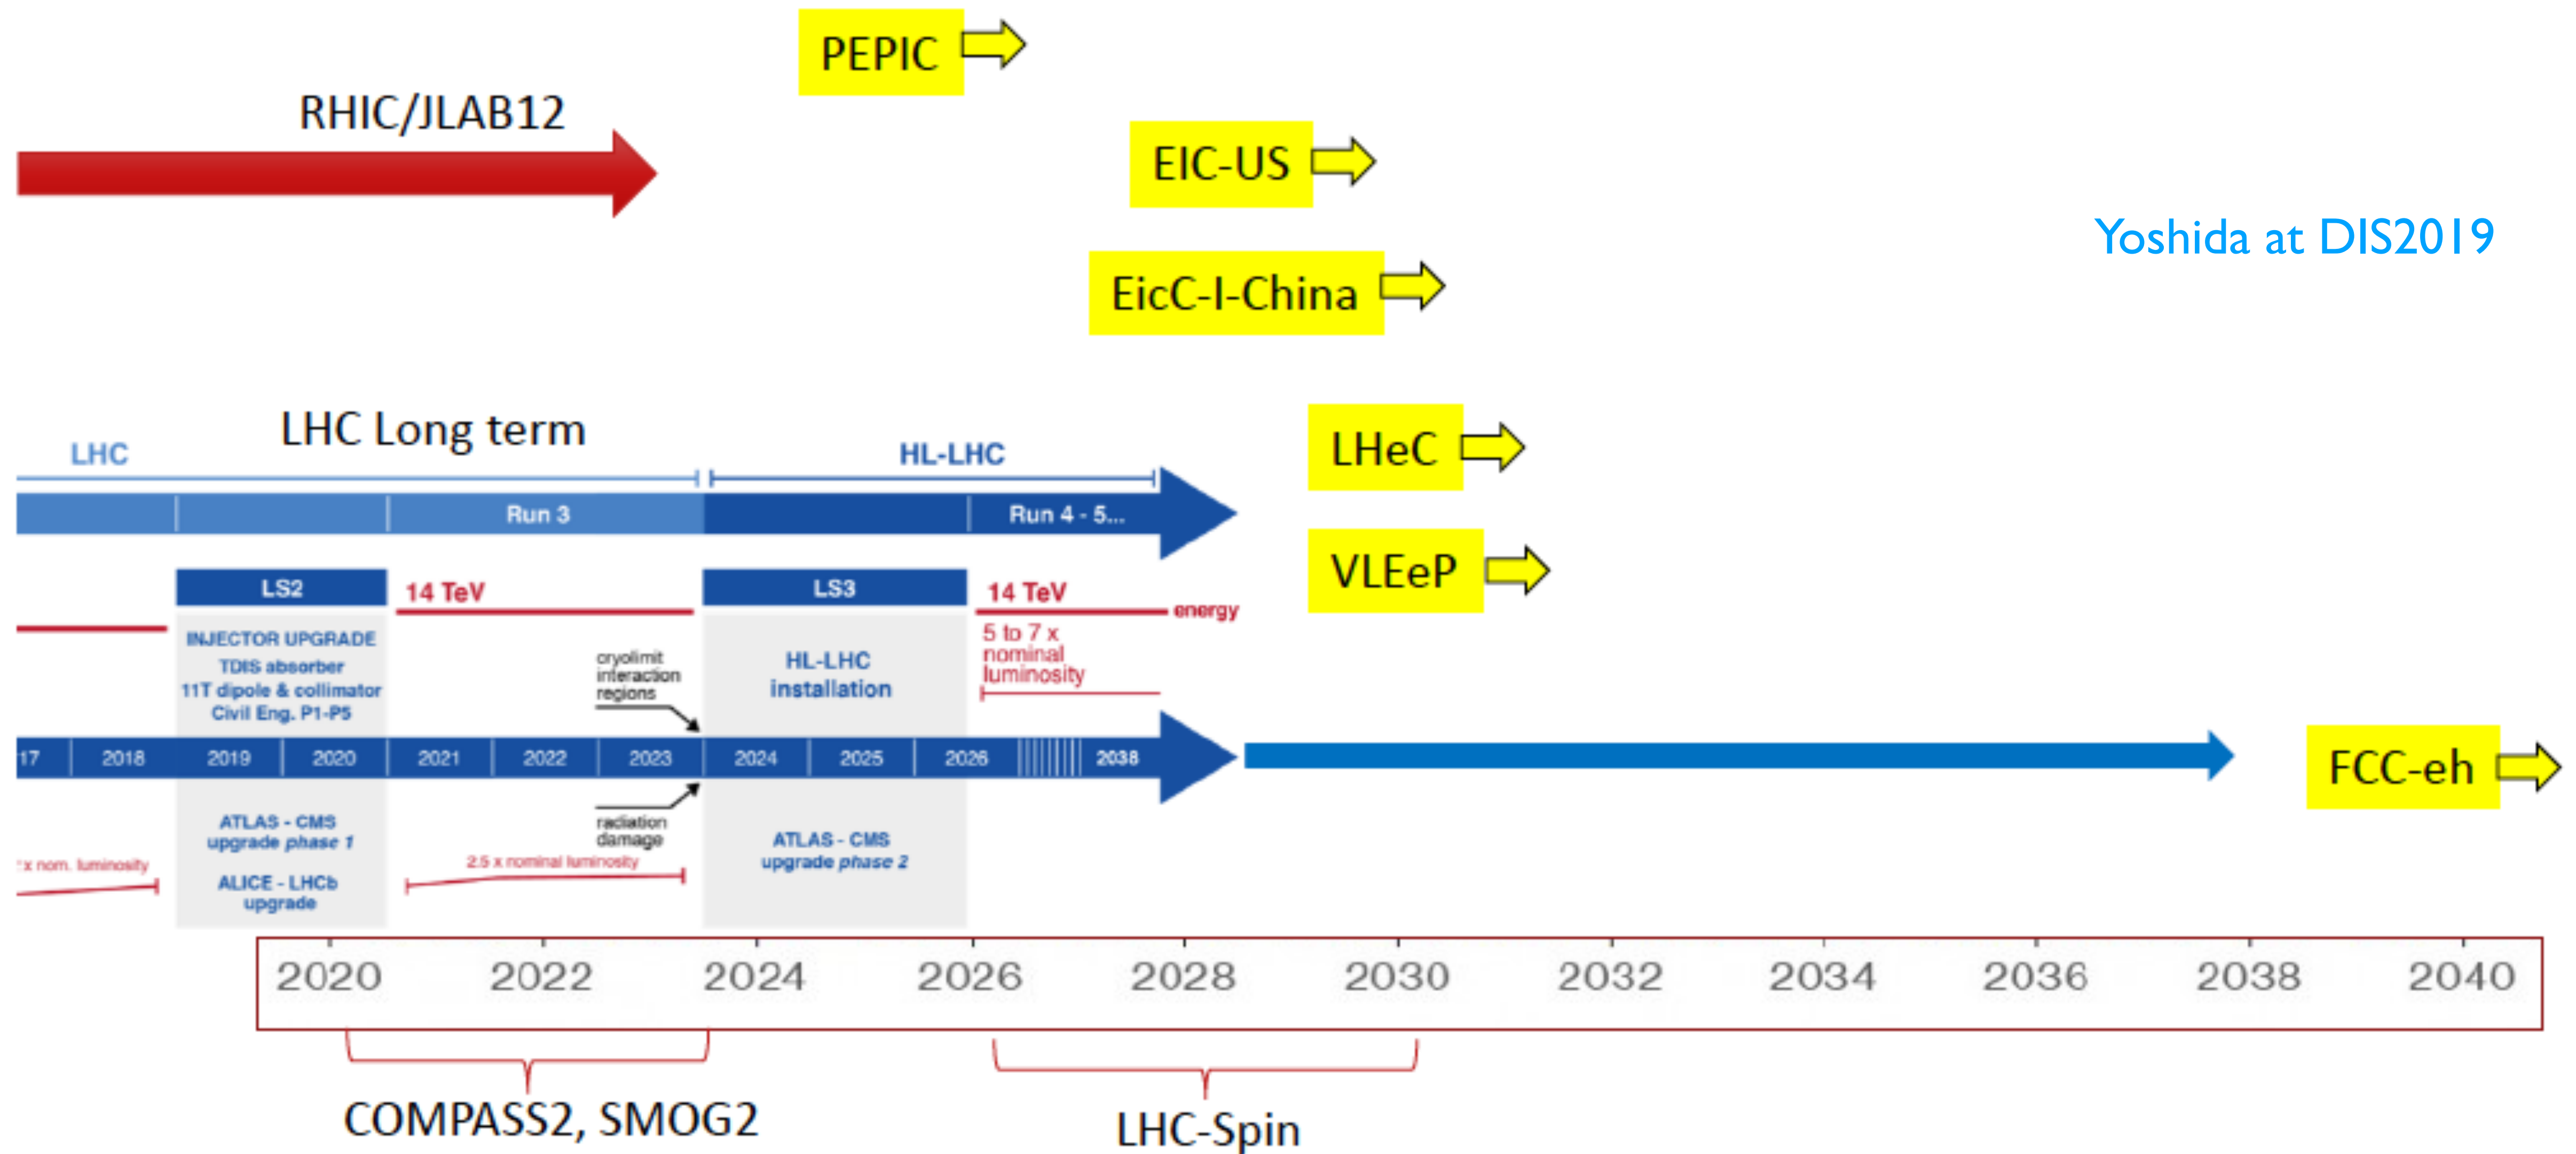 PEPIC
RHIC/JLAB12
EIC-US
Yoshida at DIS2019
EicC-I-China
LHC Long term
LHC
HL-LHC
LHeC
Run 3
Run 4 - 5...
VLEeP
LS2
14 TeV
LS3
14 TeV
energy
INJECTOR UPGRADE
TDIS absorber
11T dipole & collimator
Civil Eng. P1-P5
cryolimit
interaction
regions
HL-LHC
installation
5 to 7 x
nominal
luminosity
17 2018 2019 2020 2021 2022 2023 2024 2025 2026 2038
FCC-eh
ATLAS - CMS
upgrade phase 1
ALICE - LHCb
upgrade
radiation
damage
ATLAS - CMS
upgrade phase 2
x nom. luminosity
2.5 x nominal luminosity
2020 2022 2024 2026 2028 2030 2032 2034 2036 2038 2040
COMPASS2, SMOG2
LHC-Spin